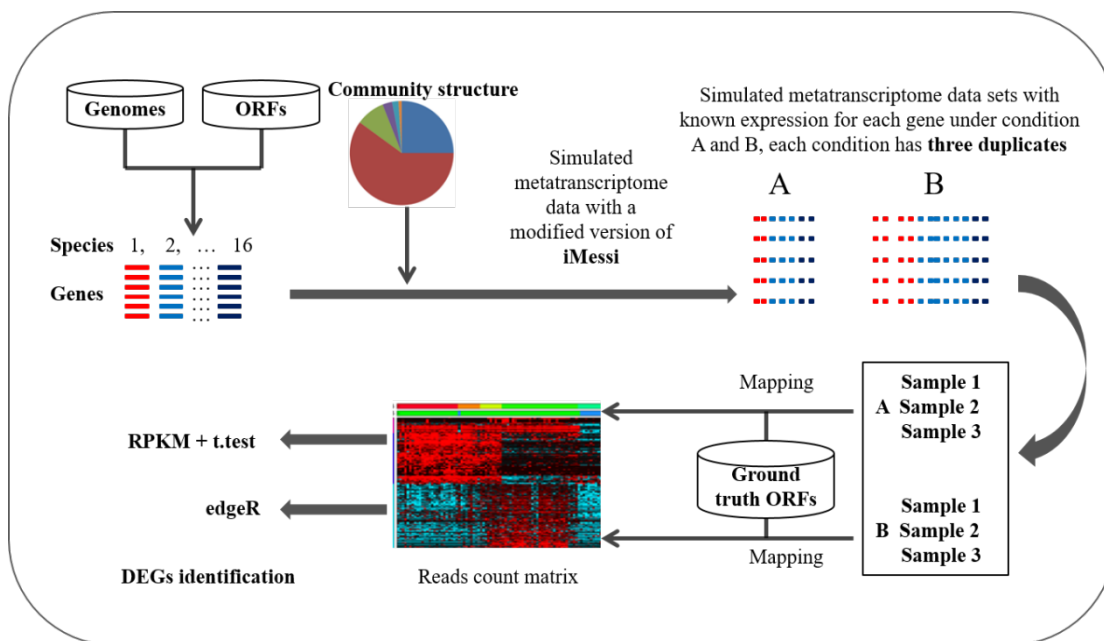 Genomes
ORFs
Community structure
Species 1, 2, ... 16
Genes
Simulated
metatranscriptome
data with a
modified version of
iMessi
Simulated metatranscriptome data sets with
known expression for each gene under condition
A and B, each condition has three duplicates
A B
Sample 1
A Sample 2
Sample 3
Sample 1
B Sample 2
Sample 3
Mapping
Ground
truth ORFs
Mapping
Reads count matrix
RPKM + t.test
edgeR
DEGs identification